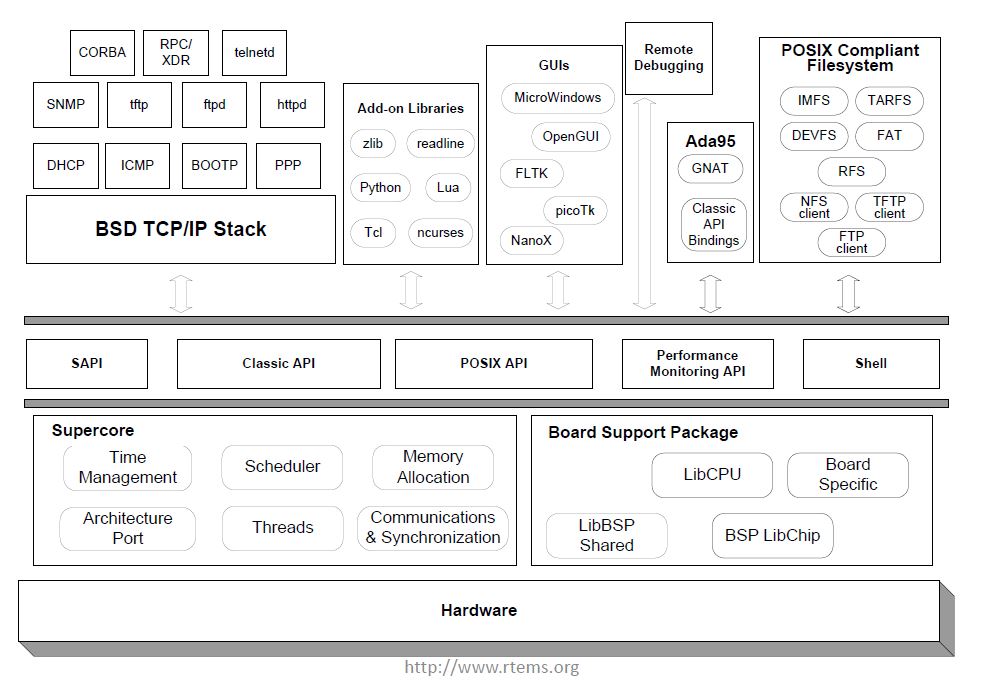 CORBA
RPC/
XDR
telnetd
SNMP
tftp
ftpd
httpd
DHCP
ICMP
BOOTP
PPP
BSD TCP/IP Stack
Add-on Libraries
zlib
readline
Python
Lua
Tcl
ncurses
GUIs
MicroWindows
OpenGUI
FLTK
picoTk
NanoX
Remote
Debugging
Ada95
GNAT
Classic
API
Bindings
POSIX Compliant
Filesystem
IMFS
TARFS
DEVFS
FAT
RFS
NFS
client
TFTP
client
FTP
client
SAPI
Classic API
POSIX API
Performance
Monitoring API
Shell
Supercore
Time
Management
Scheduler
Memory
Allocation
Architecture
Port
Threads
Communications
& Synchronization
Board Support Package
LibCPU
Board
Specific
LibBSP
Shared
BSP LibChip
Hardware
http://www.rtems.org